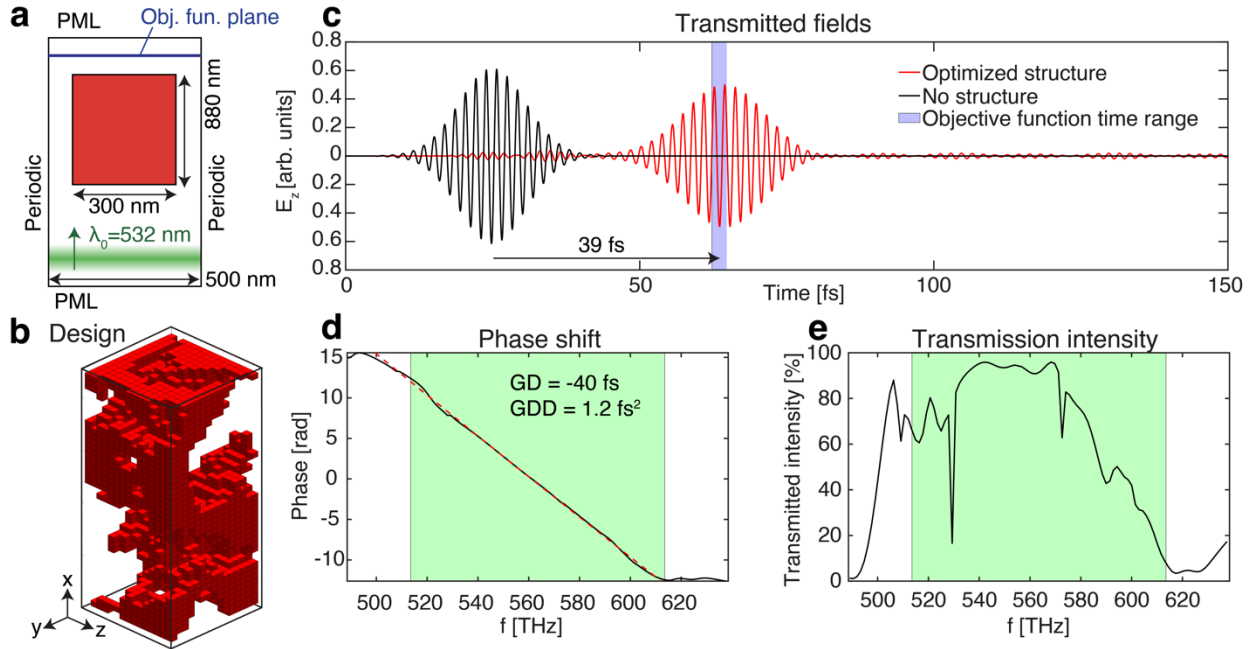 a
PML
Obj. fun. plane
Periodic
880 nm
Periodic
300 nm
λ₀=532 nm
500 nm
PML
b Design
x
y
z
c
Transmitted fields
E_z [arb. units]
0.8
0.6
0.4
0.2
0
0.2
0.4
0.6
0.8
Optimized structure
No structure
Objective function time range
39 fs
0 50 100 150
Time [fs]
d
Phase shift
GD = -40 fs
GDD = 1.2 fs²
Phase [rad]
15
10
5
0
-5
-10
500 520 540 560 580 600 620
f [THz]
e
Transmission intensity
Transmitted intensity [%]
100
80
60
40
20
0
500 520 540 560 580 600 620
f [THz]